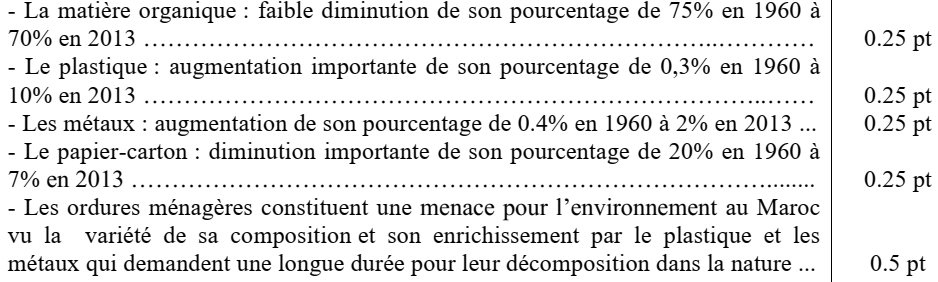 - La matière organique : faible diminution de son pourcentage de 75% en 1960 à
70% en 2013 ……………………………………………………………..………… 0.25 pt
- Le plastique : augmentation importante de son pourcentage de 0,3% en 1960 à
10% en 2013 …………………………………………………………………..…… 0.25 pt
- Les métaux : augmentation de son pourcentage de 0.4% en 1960 à 2% en 2013 ... 0.25 pt
- Le papier-carton : diminution importante de son pourcentage de 20% en 1960 à
7% en 2013 ……………………………………………………………………........ 0.25 pt
- Les ordures ménagères constituent une menace pour l’environnement au Maroc
vu la variété de sa composition et son enrichissement par le plastique et les
métaux qui demandent une longue durée pour leur décomposition dans la nature ... 0.5 pt